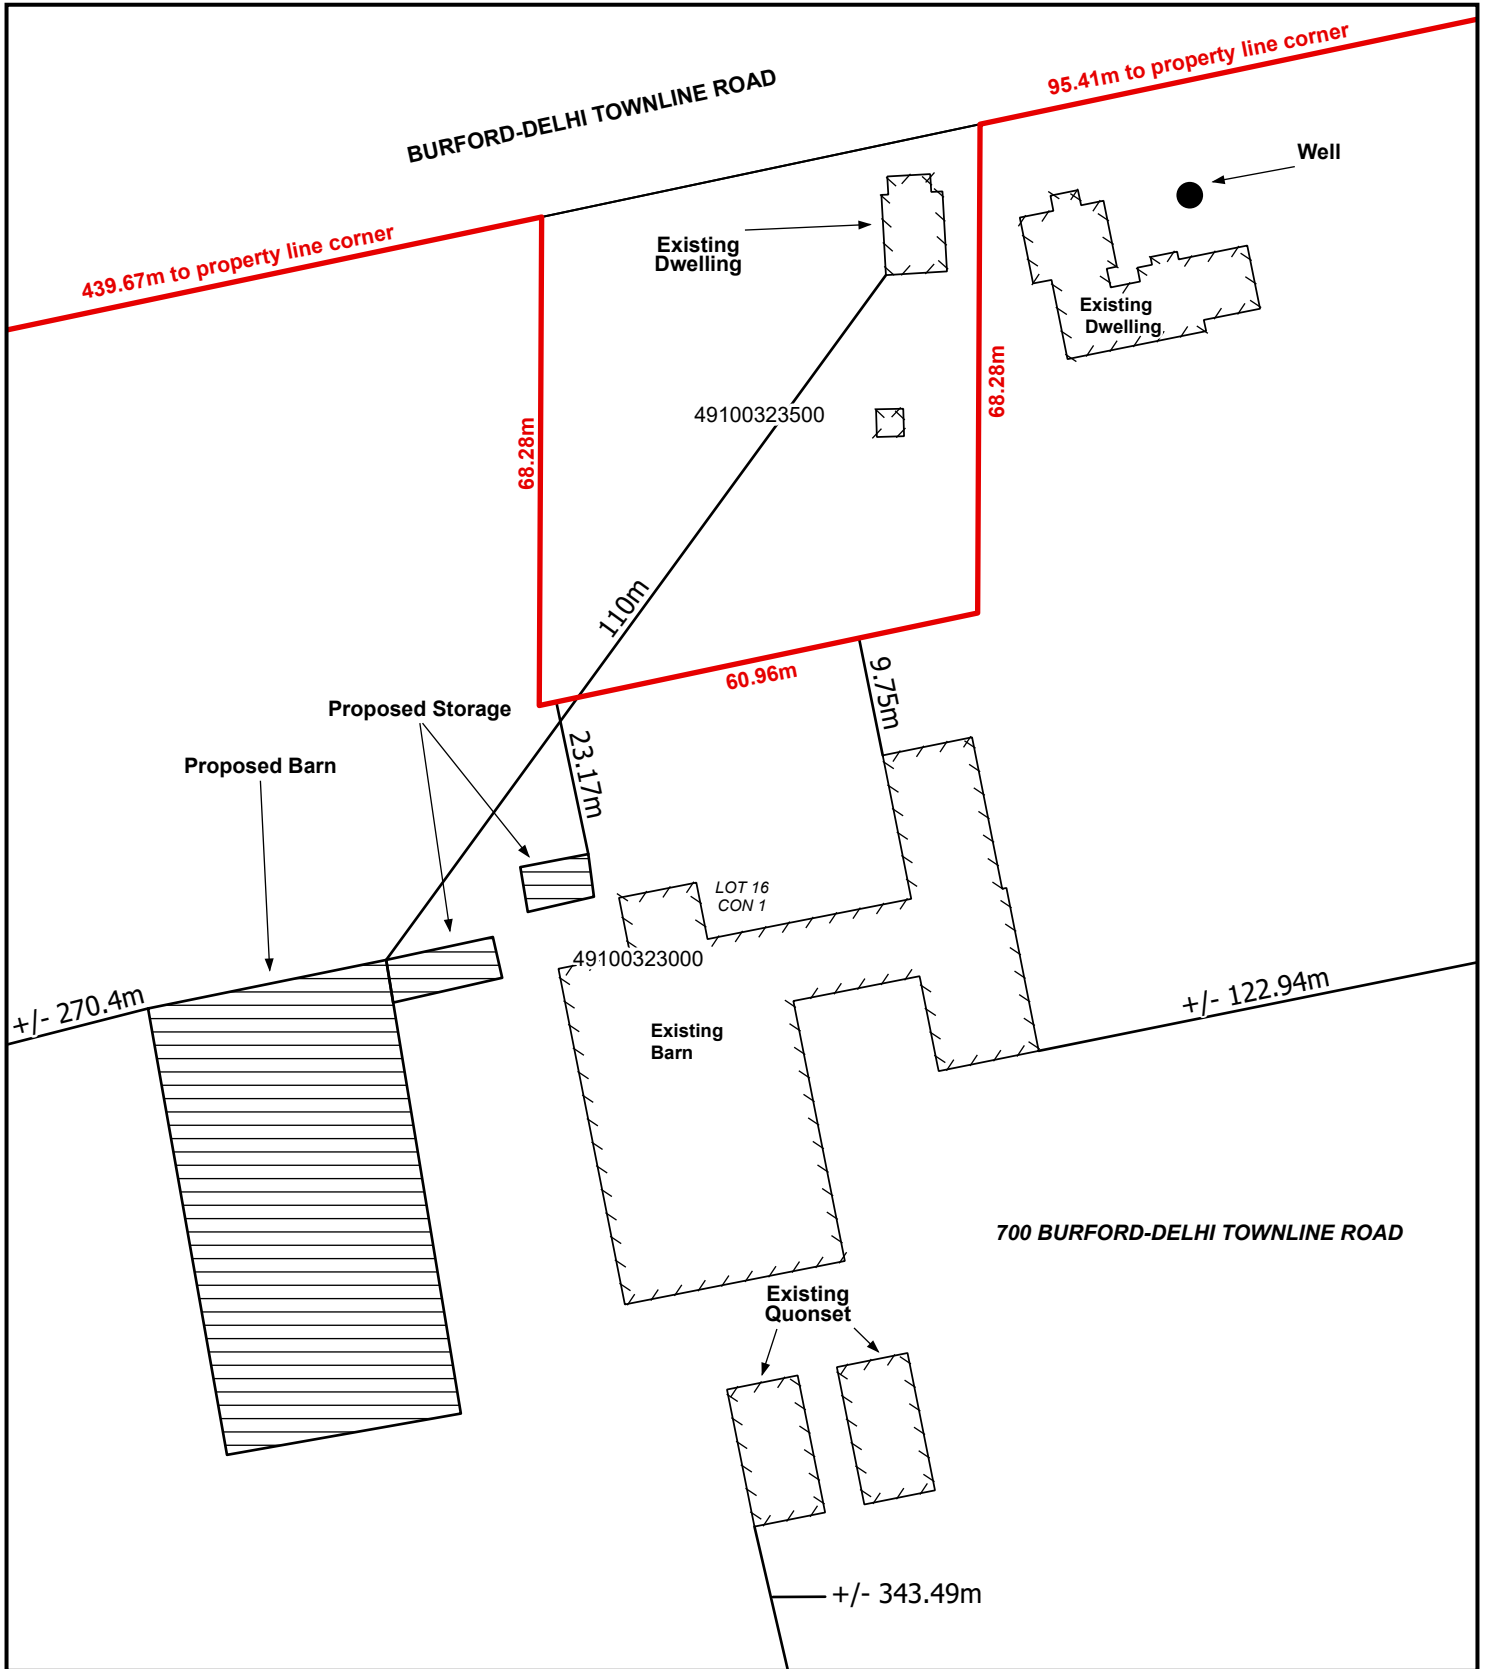 95.41m to property line corner
BURFORD-DELHI TOWNLINE ROAD
Well
439.67m to property line corner
Existing
Dwelling
Existing
Dwelling
68.28m
49100323500
68.28m
110m
60.96m
9.75m
Proposed Storage
23.17m
Proposed Barn
LOT 16
CON 1
49100323000
+/- 270.4m
+/- 122.94m
Existing
Barn
700 BURFORD-DELHI TOWNLINE ROAD
Existing
Quonset
+/- 343.49m